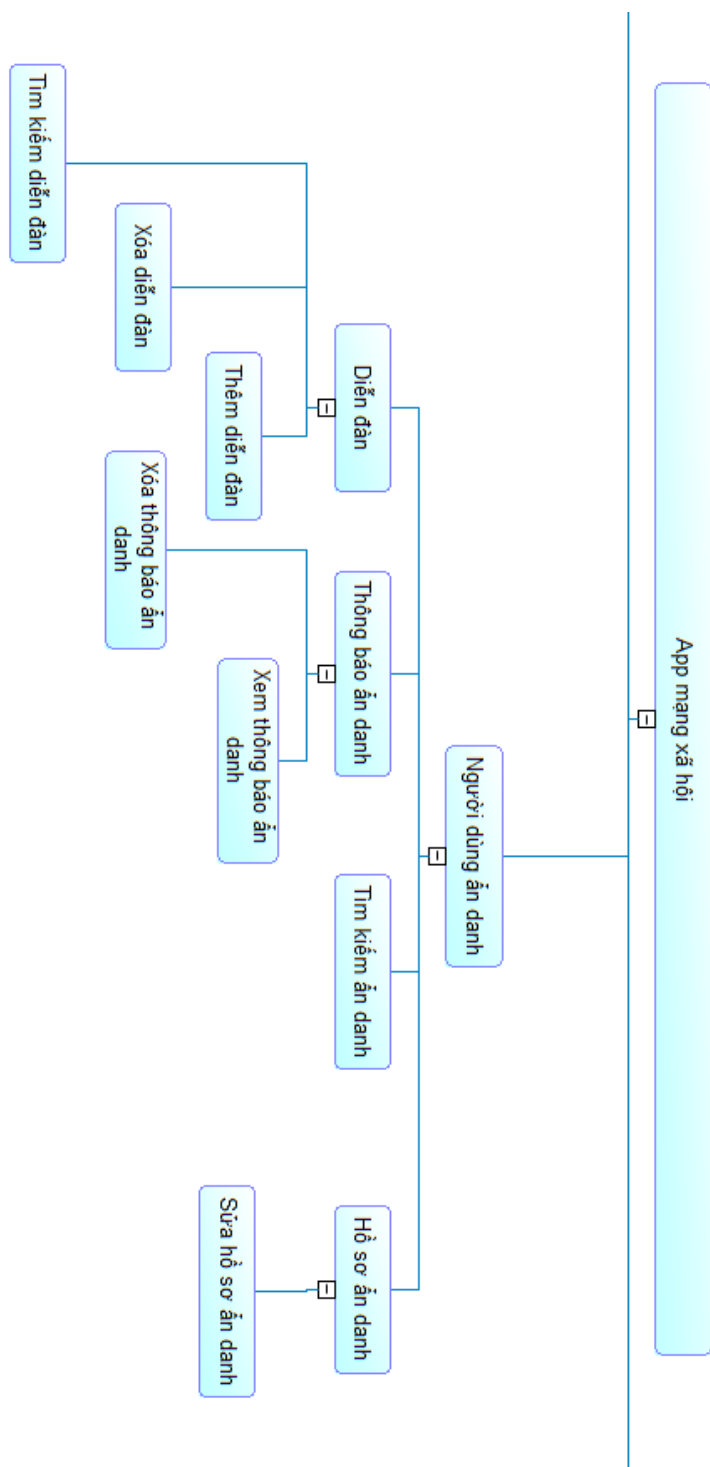 App mạng xã hội
Người dùng ẩn danh
Diễn đàn
Thông báo ẩn danh
Tìm kiếm ẩn danh
Hồ sơ ẩn danh
Tìm kiếm diễn đàn
Xóa diễn đàn
Thêm diễn đàn
Xóa thông báo ẩn
danh
Xem thông báo ẩn
danh
Sửa hồ sơ ẩn danh